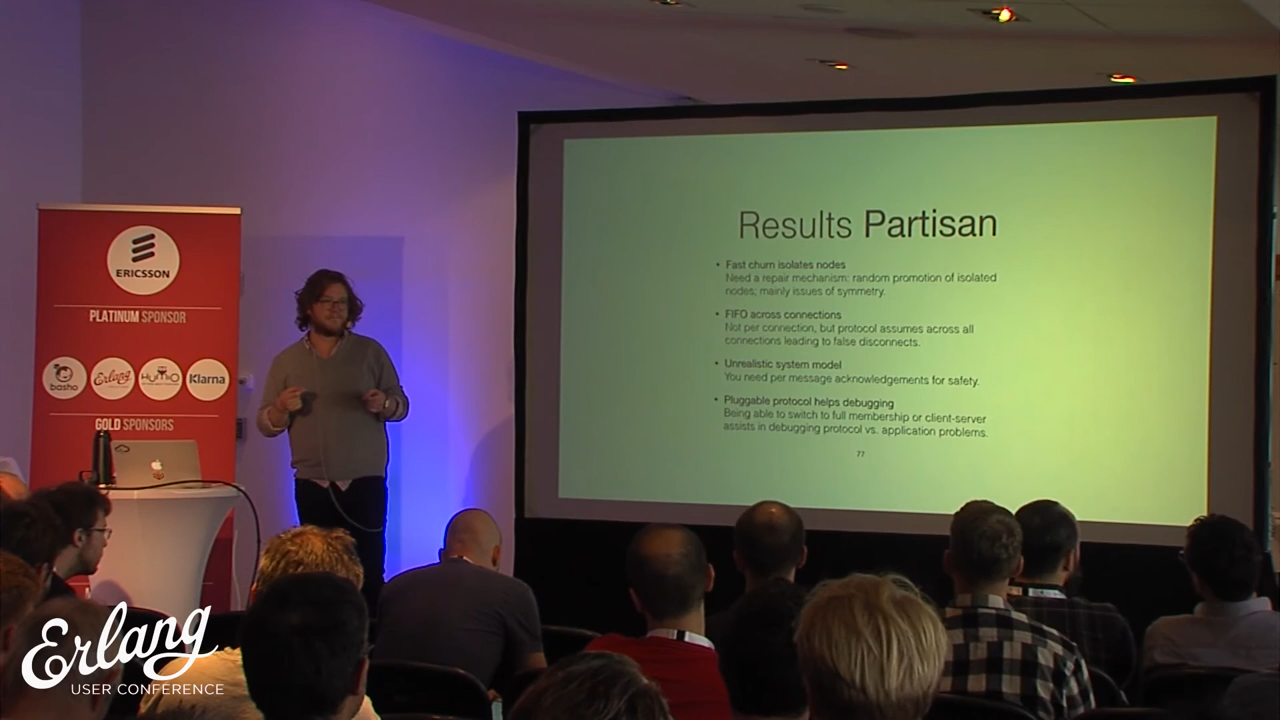 ERICSSON
PLATINUM SPONSOR
basho
Erlang
HUMIO
Klarna
GOLD SPONSORS
Results Partisan
• Fast churn isolates nodes
Need a repair mechanism: random promotion of isolated
nodes; mainly issues of symmetry.
• FIFO across connections
Not per connection, but protocol assumes across all
connections leading to false disconnects.
• Unrealistic system model
You need per message acknowledgements for safety.
• Pluggable protocol helps debugging
Being able to switch to full membership or client-server
assists in debugging protocol vs. application problems.
77
Erlang
USER CONFERENCE